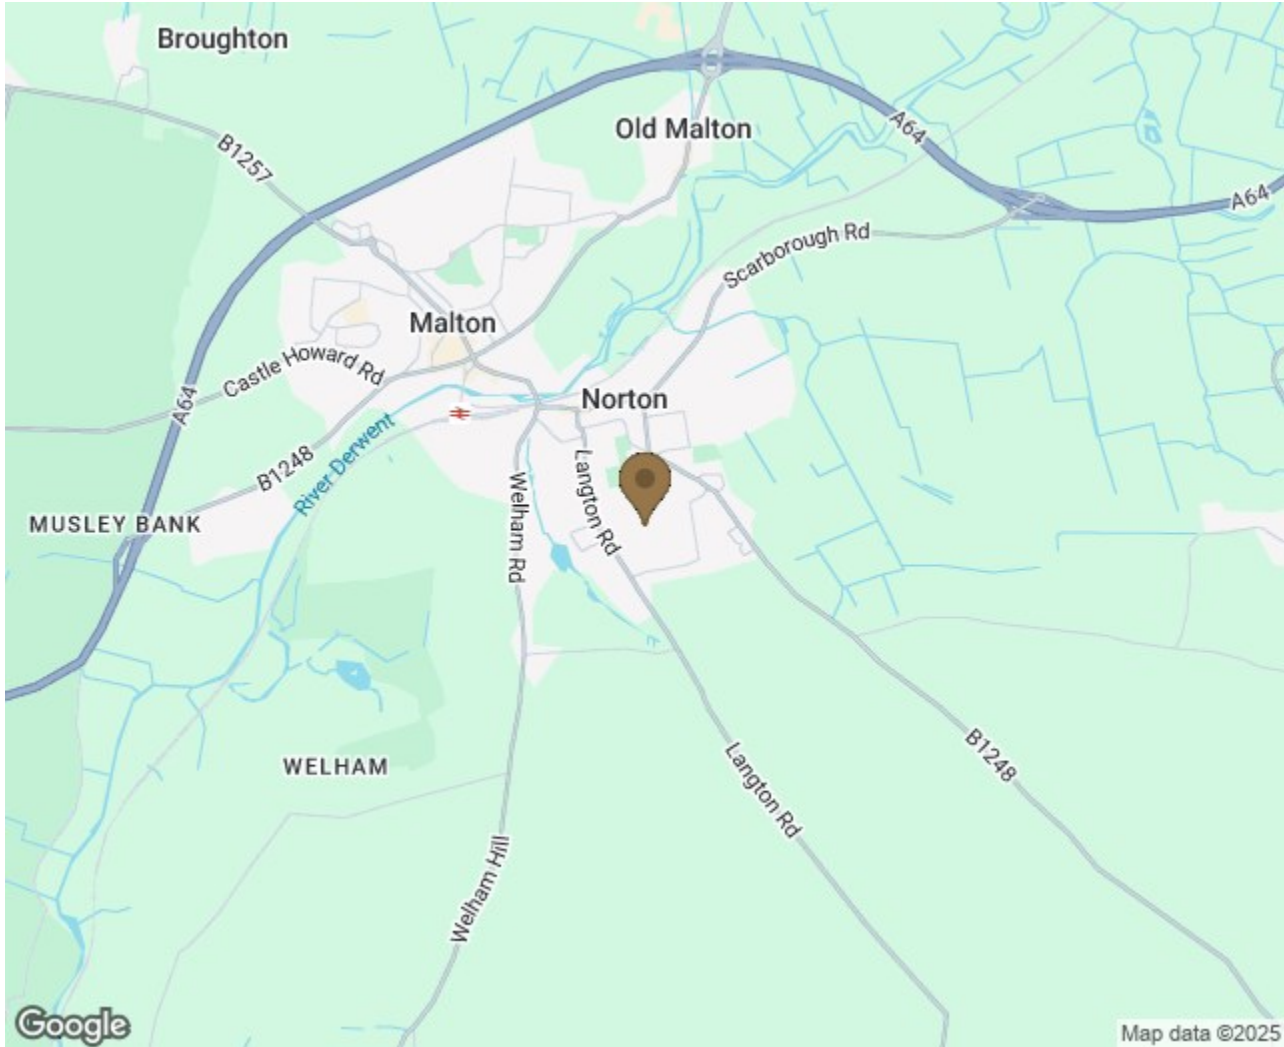 Broughton
B1257
Old Malton
A64
A64
Scarborough Rd
Malton
Castle Howard Rd
A64
Norton
River Derwent
B1248
Langton Rd
Welham Rd
MUSLEY BANK
WELHAM
Langton Rd
B1248
Welham Hill
Google
Map data ©2025